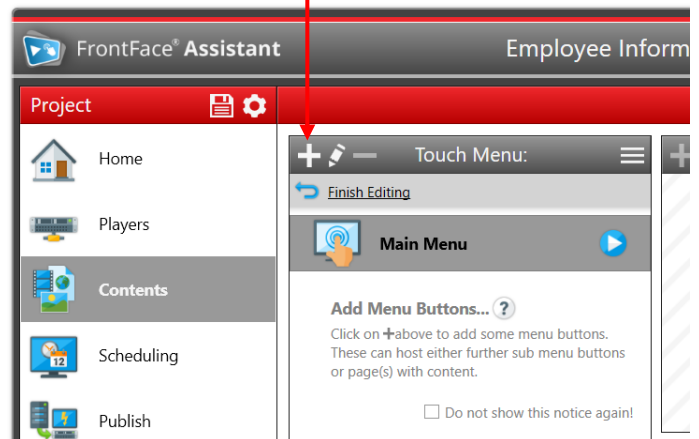 FrontFace® Assistant
Employee Inform
Project
Home
Players
Contents
12
Scheduling
Publish
Touch Menu:
Finish Editing
Main Menu
Add Menu Buttons... ?
Click on +above to add some menu buttons.
These can host either further sub menu buttons
or page(s) with content.
Do not show this notice again!